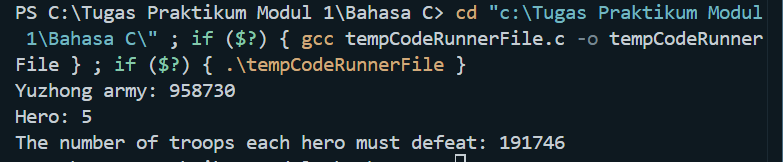 PS C:\Tugas Praktikum Modul 1\Bahasa C> cd "c:\Tugas Praktikum Modul
 1\Bahasa C\" ; if ($?) { gcc tempCodeRunnerFile.c -o tempCodeRunner
File } ; if ($?) { .\tempCodeRunnerFile }
Yuzhong army: 958730
Hero: 5
The number of troops each hero must defeat: 191746